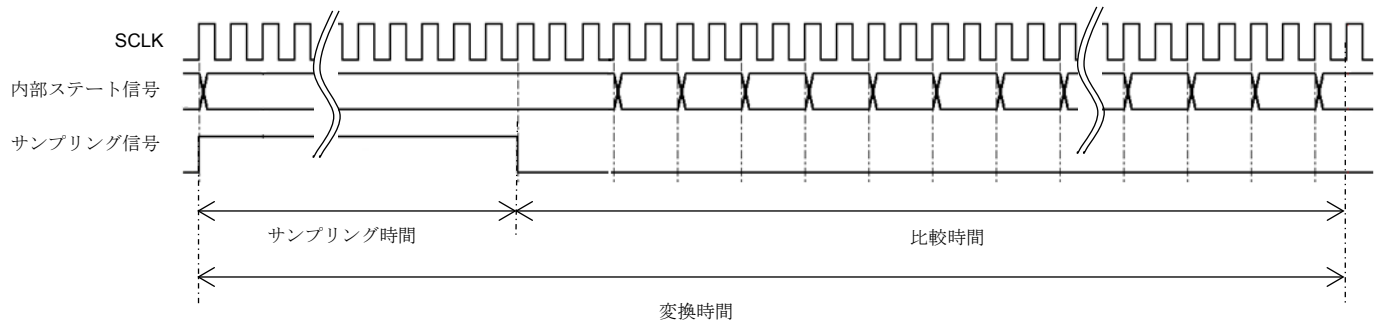 SCLK
内部ステート信号
サンプリング信号
サンプリング時間
比較時間
変換時間